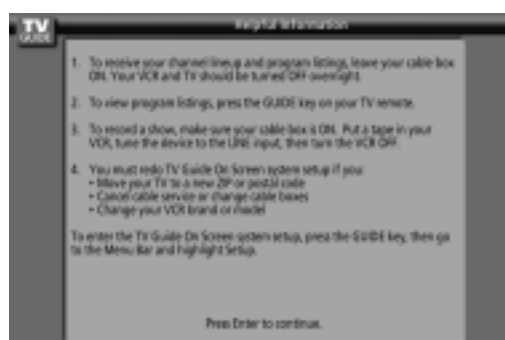 TV GUIDE
Helpful Information
1. To receive your channel lineup and program listings, leave your cable box
ON. Your VCR and TV should be turned OFF overnight.
2. To view program listings, press the GUIDE key on your TV remote.
3. To record a show, make sure your cable box is ON. Put a tape in your
VCR, tune the device to the LINE input, then turn the VCR OFF.
4. You must redo TV Guide On Screen system setup if you:
• Move your TV to a new ZIP or postal code
• Cancel cable service or change cable boxes
• Change your VCR brand or model
To enter the TV Guide On Screen system setup, press the GUIDE key, then go
to the Menu Bar and highlight Setup.
Press Enter to continue.